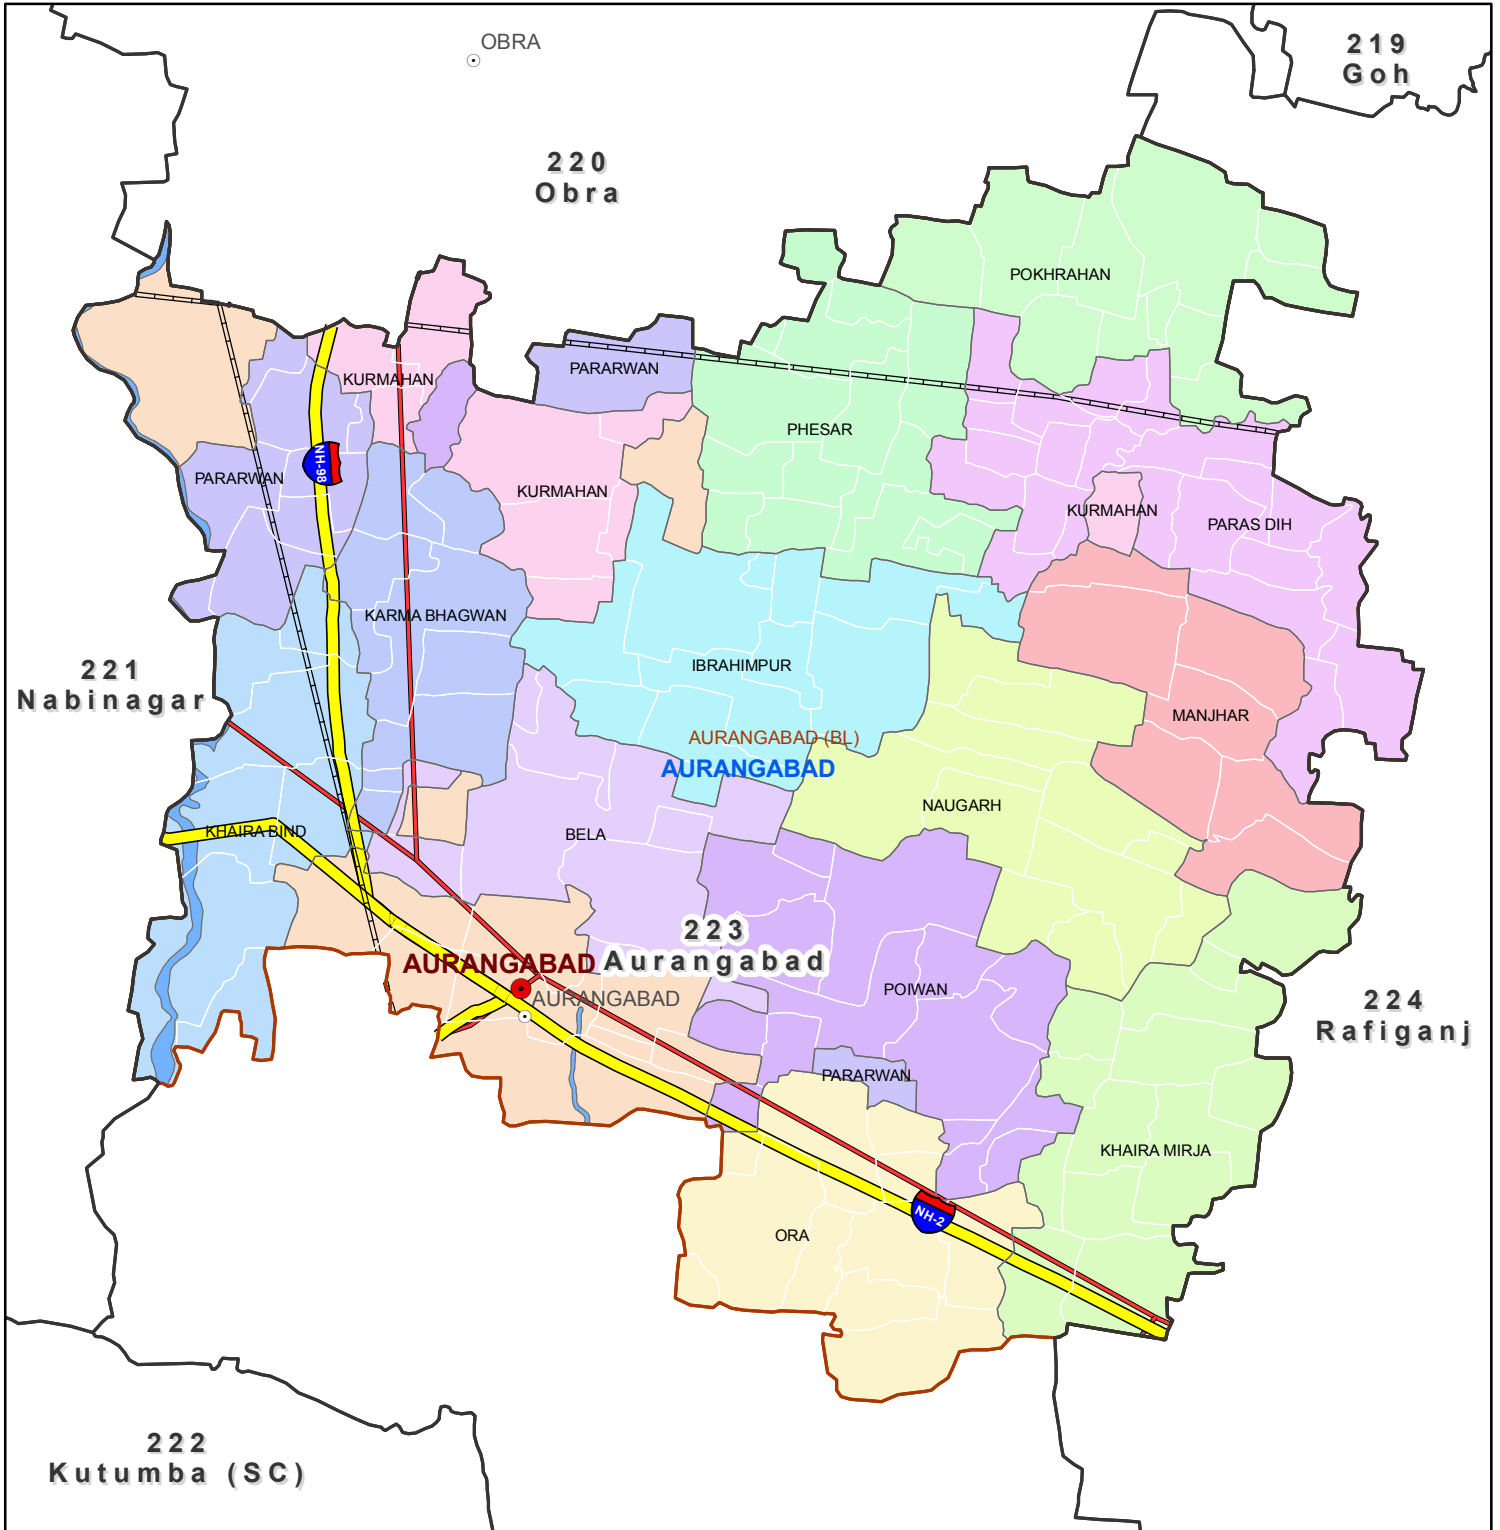 OBRA
219
Goh
220
Obra
POKHRAHAN
PARARWAN
KURMAHAN
PHESAR
NH-98
PARARWAN
KURMAHAN
KURMAHAN
PARAS DIH
KARMA BHAGWAN
IBRAHIMPUR
221
Nabinagar
MANJHAR
AURANGABAD (BL)
AURANGABAD
NAUGARH
KHAIRA BIND
BELA
223
Aurangabad
AURANGABAD
POIWAN
AURANGABAD
224
Rafiganj
PARARWAN
KHAIRA MIRJA
NH-2
ORA
222
Kutumba (SC)